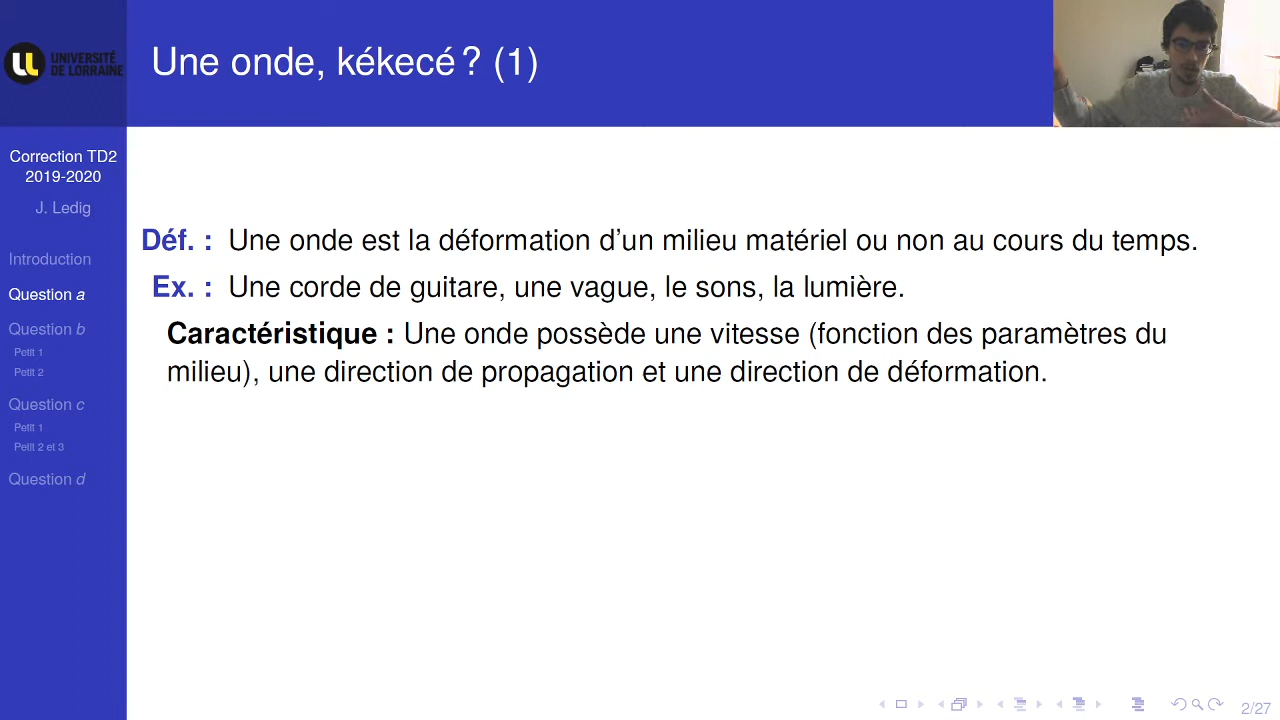 UNIVERSITÉ
DE LORRAINE
Une onde, kékecé ? (1)
Correction TD2
2019-2020
J. Ledig
Introduction
Question a
Question b
Petit 1
Petit 2
Question c
Petit 1
Petit 2 et 3
Question d
Déf. : Une onde est la déformation d'un milieu matériel ou non au cours du temps.
Ex. : Une corde de guitare, une vague, le sons, la lumière.
Caractéristique : Une onde possède une vitesse (fonction des paramètres du
milieu), une direction de propagation et une direction de déformation.
2/27